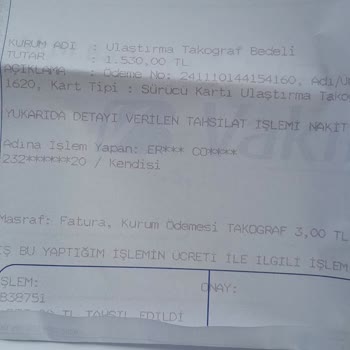 KURUM ADI : Ulaştırma Takograf Bedeli
TUTAR : 1.530,00 TL
AÇIKLAMA : Ödeme No: 241110144154160, Adı/Ü
1620, Kart Tipi : Sürücü Kartı Ulaştırma Tako
YUKARIDA DETAYI VERİLEN TAHSİLAT İŞLEMİ NAKİT
Adına İşlem Yapan: ER*** CO****
232******20 / Kendisi
Masraf: Fatura, Kurum Ödemesi TAKOGRAF 3,00 TL
İŞ BU YAPTIĞIM İŞLEMİN ÜCRETİ İLE İLGİLİ İŞLEM
İŞLEM: ONAY:
838751
TL TAHSİL EDİLDİ